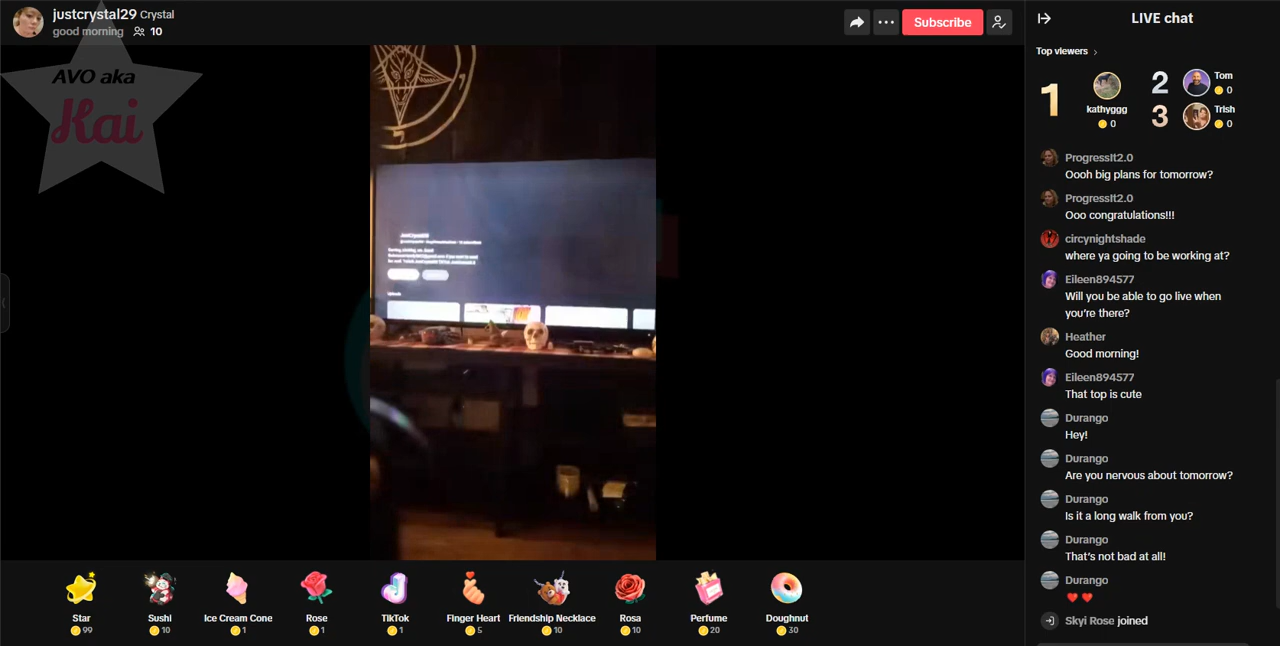 justcrystal29 Crystal
good morning 10
Subscribe
AVO aka
Kai
LIVE chat
Top viewers
1
kathyggg
0
2
Tom
0
3
Trish
0
ProgressIt2.0
Oooh big plans for tomorrow?
ProgressIt2.0
Ooo congratulations!!!
circynightshade
where ya going to be working at?
Eileen894577
Will you be able to go live when
you're there?
Heather
Good morning!
Eileen894577
That top is cute
Durango
Hey!
Durango
Are you nervous about tomorrow?
Durango
Is it a long walk from you?
Durango
That's not bad at all!
Durango
❤️ ❤️
Skyi Rose joined
Star
99
Sushi
10
Ice Cream Cone
1
Rose
1
TikTok
1
Finger Heart
5
Friendship Necklace
10
Rosa
10
Perfume
20
Doughnut
30